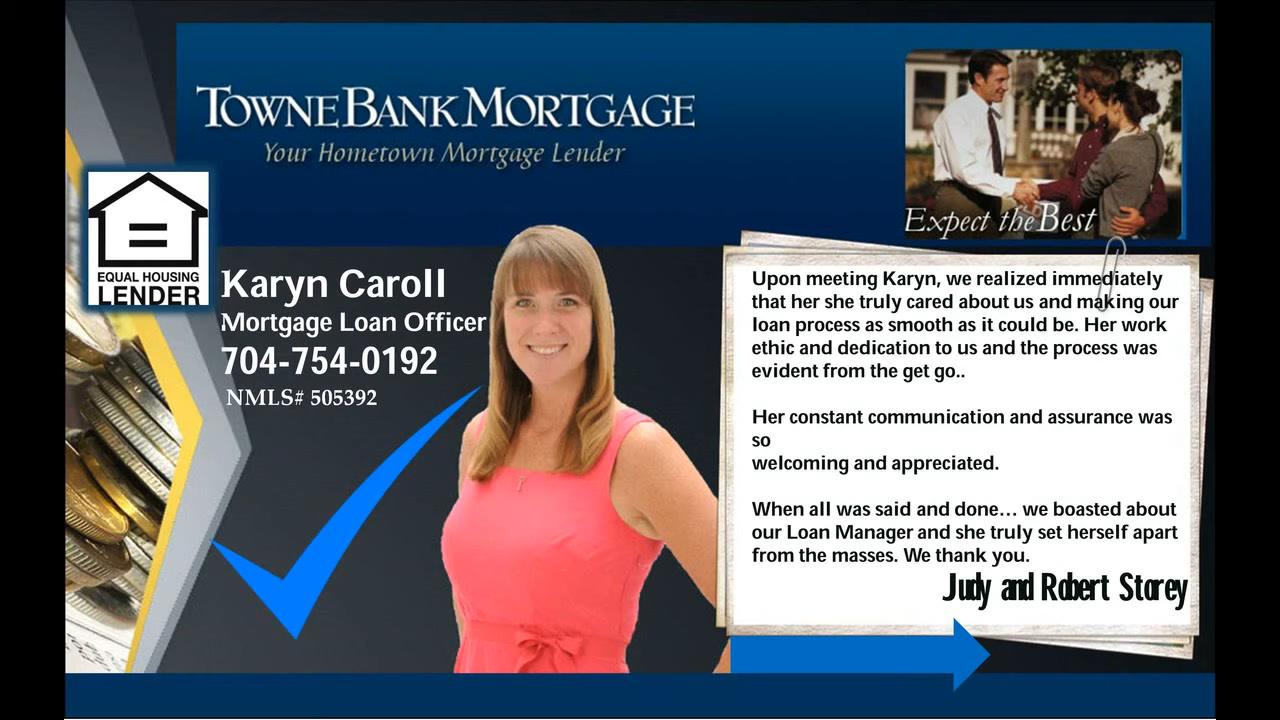 TOWNEBANK MORTGAGE
Your Hometown Mortgage Lender
Expect the Best
EQUAL HOUSING
LENDER
Karyn Caroll
Mortgage Loan Officer
704-754-0192
NMLS# 505392
Upon meeting Karyn, we realized immediately
that her she truly cared about us and making our
loan process as smooth as it could be. Her work
ethic and dedication to us and the process was
evident from the get go..
Her constant communication and assurance was
so
welcoming and appreciated.
When all was said and done… we boasted about
our Loan Manager and she truly set herself apart
from the masses. We thank you.
Judy and Robert Storey